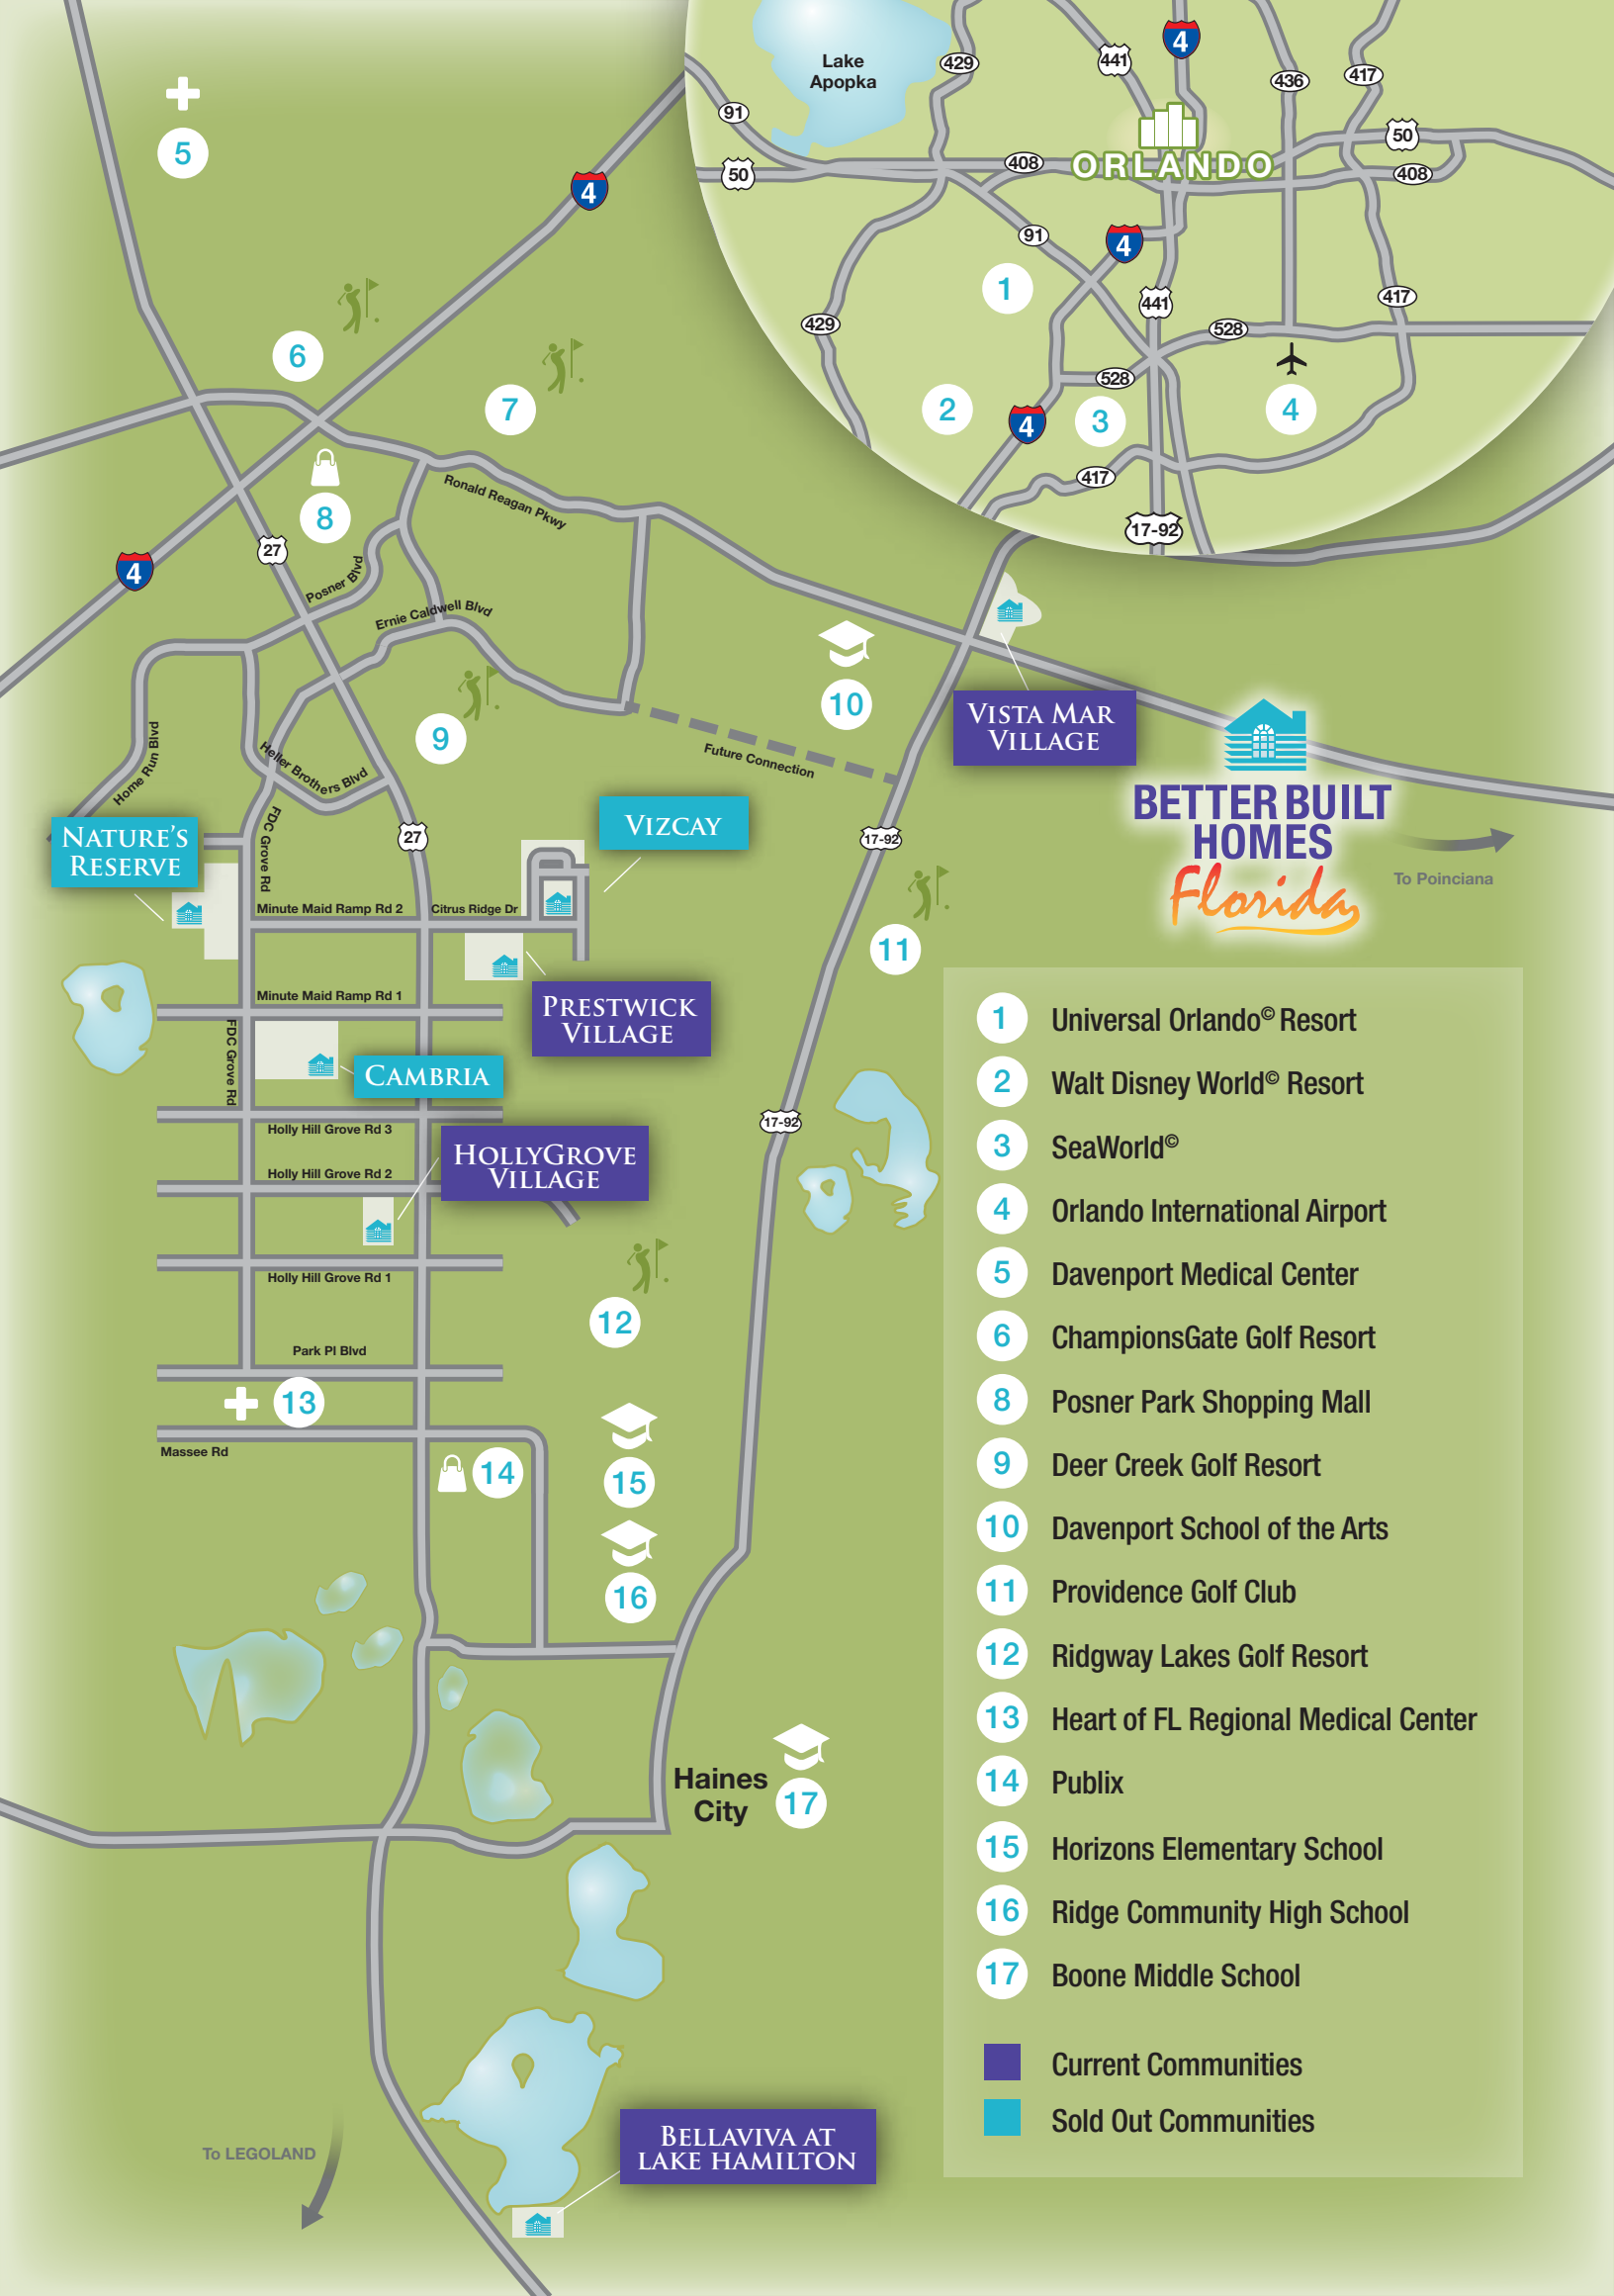 Lake
Apopka
429
441
4
436
417
91
50
408
ORLANDO
50
408
91
4
1
441
417
429
528
528
2
4
3
4
417
17-92
5
4
6
7
8
Ronald Reagan Pkwy
27
4
Posner Blvd
Ernie Caldwell Blvd
10
9
Future Connection
Home Run Blvd
Heller Brothers Blvd
FDC Grove Rd
VISTA MAR
VILLAGE
BETTER BUILT
HOMES
Florida
To Poinciana
NATURE'S
RESERVE
27
VIZCAY
17-92
Minute Maid Ramp Rd 2
Citrus Ridge Dr
11
PRESTWICK
VILLAGE
Minute Maid Ramp Rd 1
FDC Grove Rd
CAMBRIA
Holly Hill Grove Rd 3
17-92
HOLLYGROVE
VILLAGE
Holly Hill Grove Rd 2
Holly Hill Grove Rd 1
12
Park Pl Blvd
13
Massee Rd
14
15
16
Haines
City
17
To LEGOLAND
BELLAVIVA AT
LAKE HAMILTON
1 Universal Orlando© Resort
2 Walt Disney World© Resort
3 SeaWorld©
4 Orlando International Airport
5 Davenport Medical Center
6 ChampionsGate Golf Resort
8 Posner Park Shopping Mall
9 Deer Creek Golf Resort
10 Davenport School of the Arts
11 Providence Golf Club
12 Ridgway Lakes Golf Resort
13 Heart of FL Regional Medical Center
14 Publix
15 Horizons Elementary School
16 Ridge Community High School
17 Boone Middle School
Current Communities
Sold Out Communities